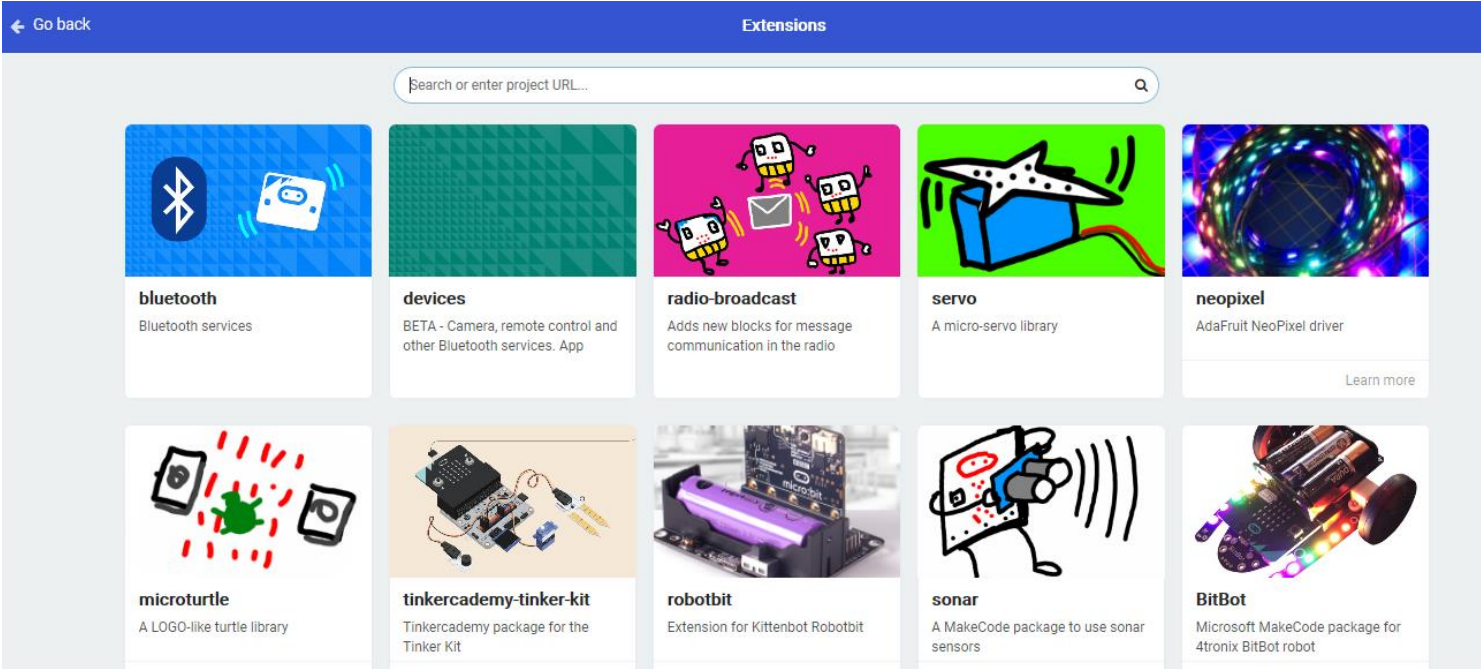 Go back
Extensions
Search or enter project URL...
bluetooth
Bluetooth services
devices
BETA - Camera, remote control and
other Bluetooth services. App
radio-broadcast
Adds new blocks for message
communication in the radio
servo
A micro-servo library
neopixel
AdaFruit NeoPixel driver
Learn more
micro:bit
microturtle
A LOGO-like turtle library
tinkercademy-tinker-kit
Tinkercademy package for the
Tinker Kit
robotbit
Extension for Kittenbot Robotbit
sonar
A MakeCode package to use sonar
sensors
BitBot
Microsoft MakeCode package for
4tronix BitBot robot